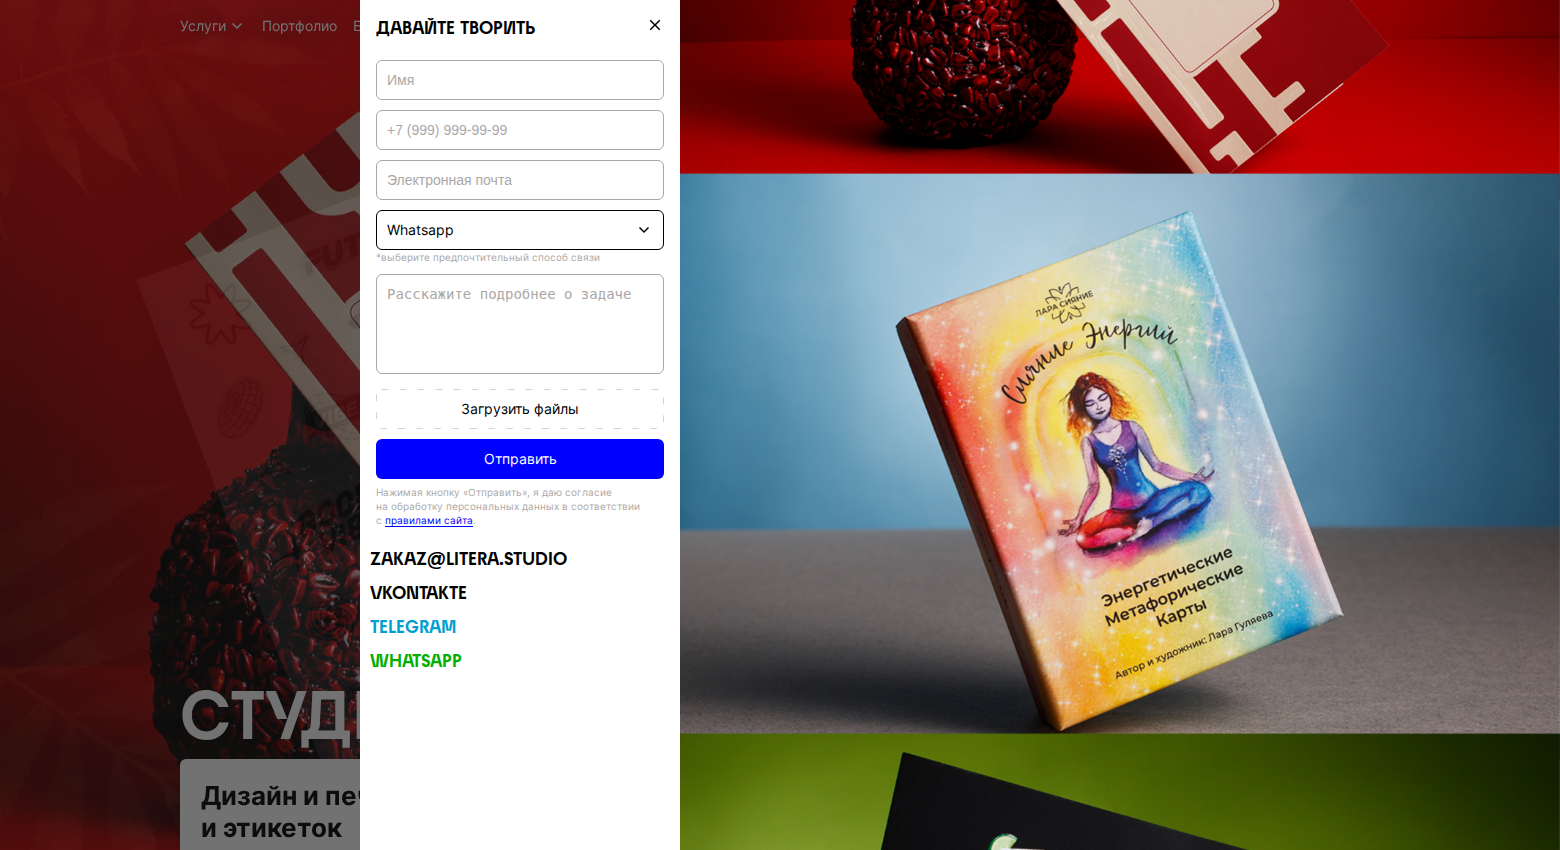 Услуги
Портфолио
ДАВАЙТЕ ТВОРИТЬ
Имя
+7 (999) 999-99-99
Электронная почта
Whatsapp
*выберите предпочтительный способ связи
Расскажите подробнее о задаче
Загрузить файлы
Отправить
Нажимая кнопку «Отправить», я даю согласие
на обработку персональных данных в соответствии
с правилами сайта.
ZAKAZ@LITERA.STUDIO
VKONTAKTE
TELEGRAM
WHATSAPP
Дизайн и
и этикеток
ЛАРА СИЯНИЕ
Сияние Энергий
Энергетические
Метафорические
Карты
Автор и художник: Лара Гуляева